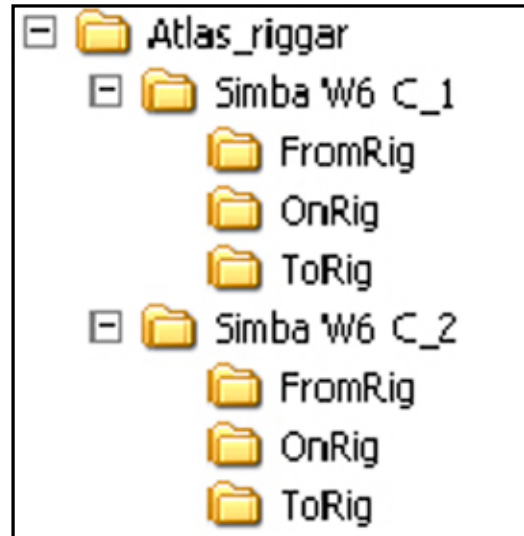 Atlas_riggar
Simba W6 C_1
FromRig
OnRig
ToRig
Simba W6 C_2
FromRig
OnRig
ToRig